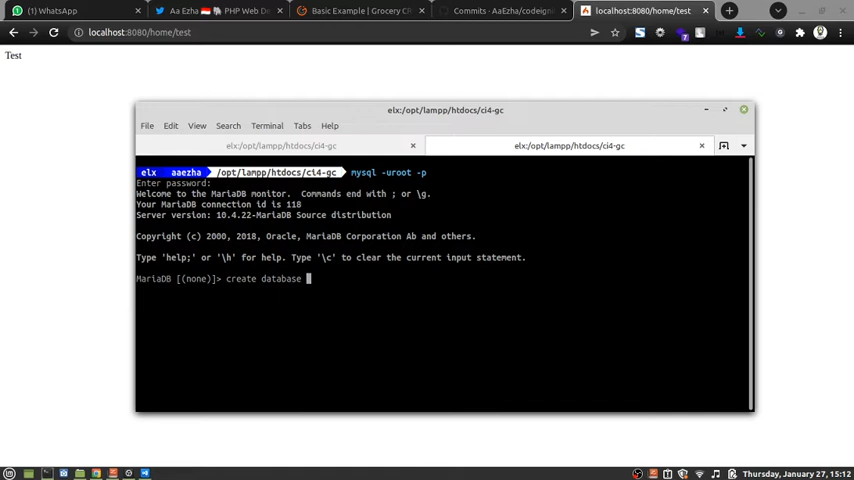 (1) WhatsApp
Aa Ezha
PHP Web De
Basic Example | Grocery CR
Commits · AaEzha/codeigni
localhost:8080/home/test
localhost:8080/home/test
Test
elx:/opt/lampp/htdocs/ci4-gc
File Edit View Search Terminal Tabs Help
elx:/opt/lampp/htdocs/ci4-gc
elx:/opt/lampp/htdocs/ci4-gc
elx aaezha /opt/lampp/htdocs/ci4-gc mysql -uroot -p
Enter password:
Welcome to the MariaDB monitor. Commands end with ; or \g.
Your MariaDB connection id is 118
Server version: 10.4.22-MariaDB Source distribution
Copyright (c) 2000, 2018, Oracle, MariaDB Corporation Ab and others.
Type 'help;' or '\h' for help. Type '\c' to clear the current input statement.
MariaDB [(none)]> create database
Thursday, January 27, 15:12